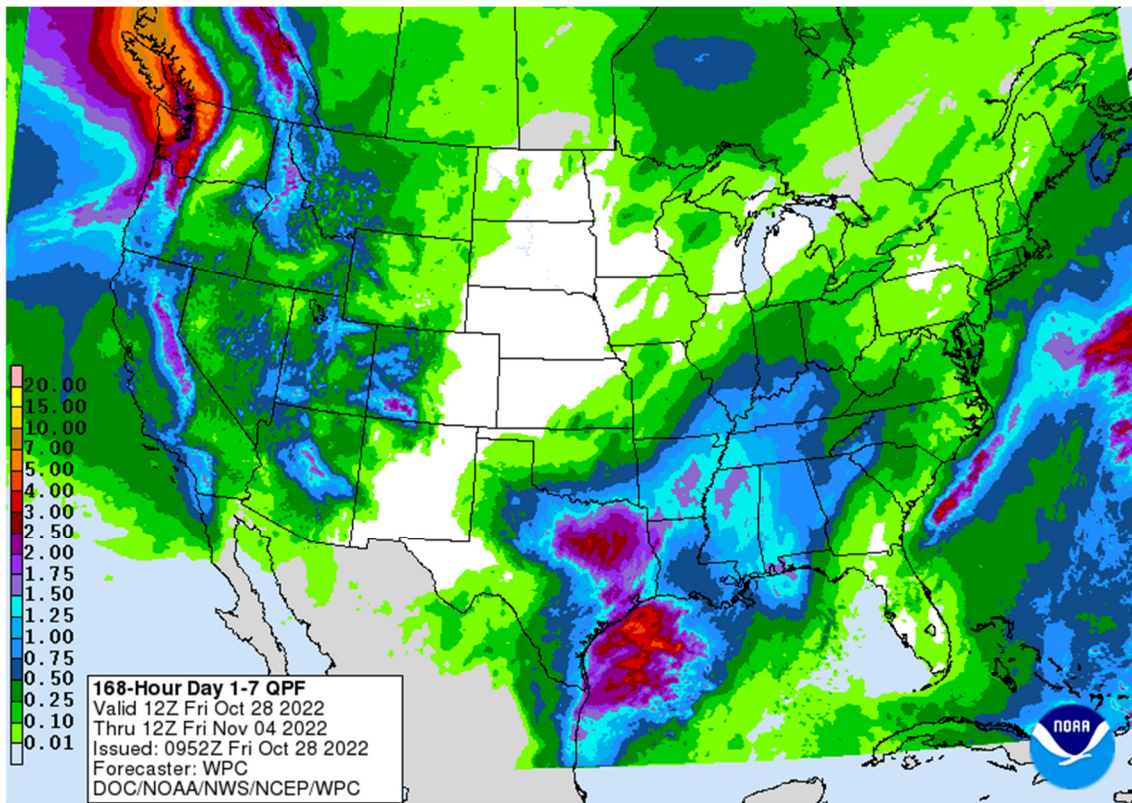 20.00
15.00
10.00
7.00
5.00
4.00
3.00
2.50
2.00
1.75
1.50
1.25
1.00
0.75
0.50
0.25
0.10
0.01
168-Hour Day 1-7 QPF
Valid 12Z Fri Oct 28 2022
Thru 12Z Fri Nov 04 2022
Issued: 0952Z Fri Oct 28 2022
Forecaster: WPC
DOC/NOAA/NWS/NCEP/WPC
NOAA